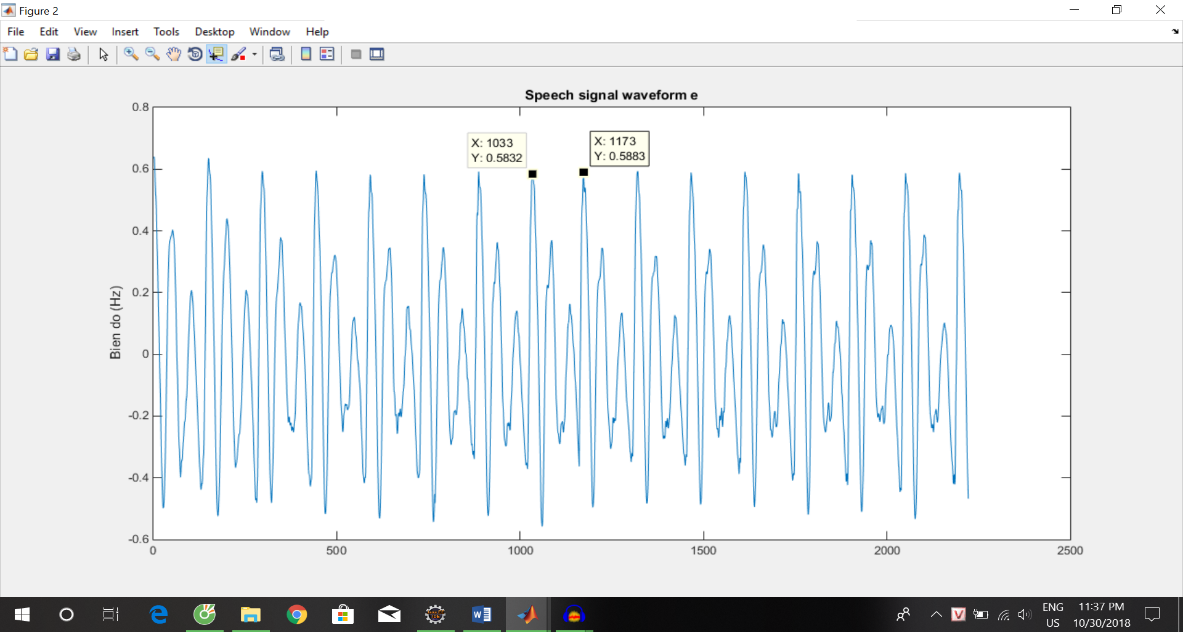 Figure 2
File Edit View Insert Tools Desktop Window Help
Speech signal waveform e
X: 1033
Y: 0.5832
X: 1173
Y: 0.5883
0.8
0.6
0.4
0.2
0
-0.2
-0.4
-0.6
Bien do (Hz)
0 500 1000 1500 2000 2500
ENG 11:37 PM
US 10/30/2018